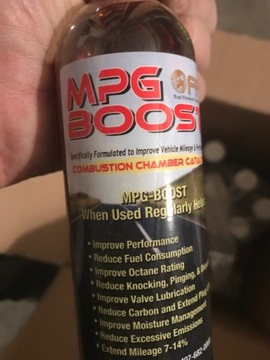 MPG
BOOST
Specifically Formulated to Improve Vehicle Mileage &
COMBUSTION CHAMBER
MPG-BOOST
When Used Regularly
• Improve Performance
• Reduce Fuel Consumption
• Improve Octane Rating
• Reduce Knocking, Pinging, &
• Improve Valve Lubrication
• Reduce Carbon and Extend
• Improve Moisture Management
• Reduce Excessive Emissions
• Extend Mileage 7-14%